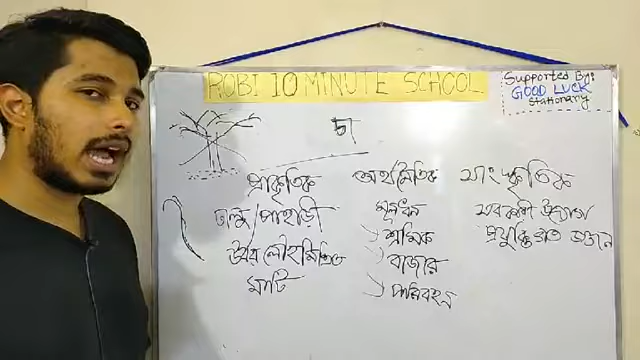 ROBI 10 MINUTE SCHOOL
Supported By:
GOOD LUCK
Stationary
চা
প্রাকৃতিক
অর্থনৈতিক
সাংস্কৃতিক
ঢালু/পাহাড়ী
মূলধন
সরকারী উদ্যোগ
উর্বর লৌহমিশ্রিত
শ্রমিক
প্রযুক্তিগত
মাটি
বাজার
পরিবহন